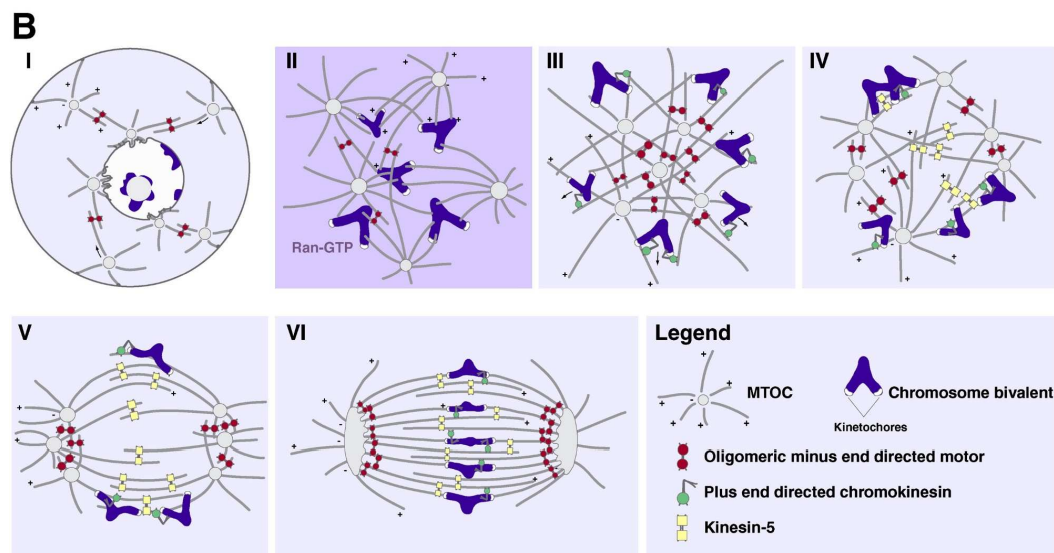 B
I
II
III
IV
Ran-GTP
V
VI
Legend
MTOC
Chromosome bivalent
Kinetochores
Oligomeric minus end directed motor
Plus end directed chromokinesin
Kinesin-5